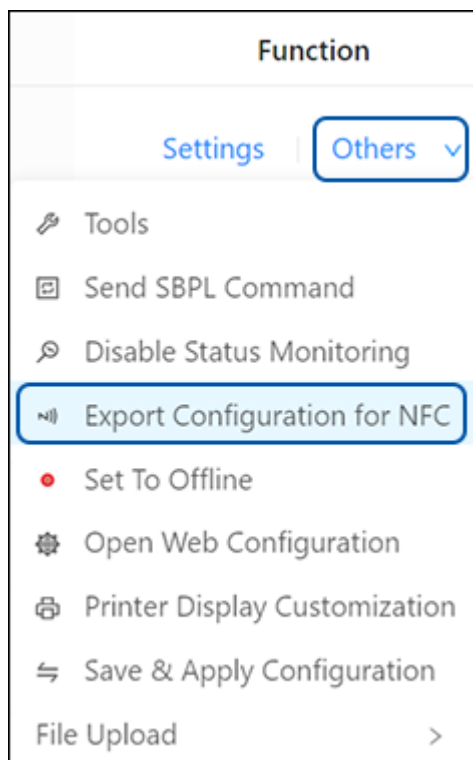 Function
Settings Others
Tools
Send SBPL Command
Disable Status Monitoring
Export Configuration for NFC
Set To Offline
Open Web Configuration
Printer Display Customization
Save & Apply Configuration
File Upload